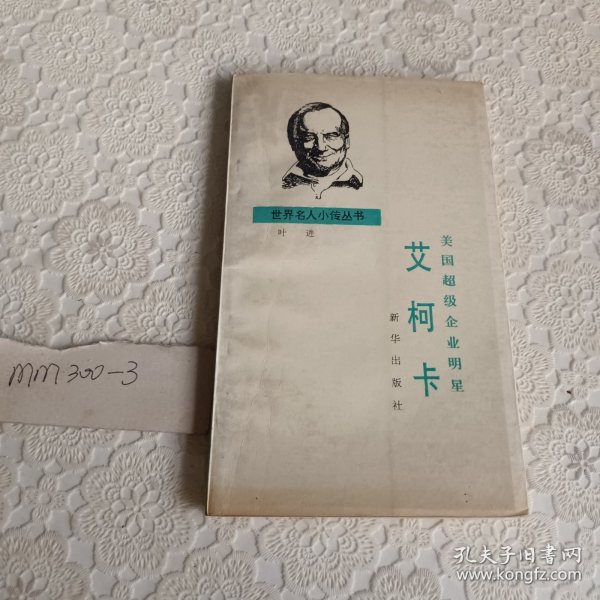 世界名人小传丛书
叶进
美国超级企业明星
艾柯卡
新华出版社
mm300-3
孔夫子旧书网
www.kongfz.com